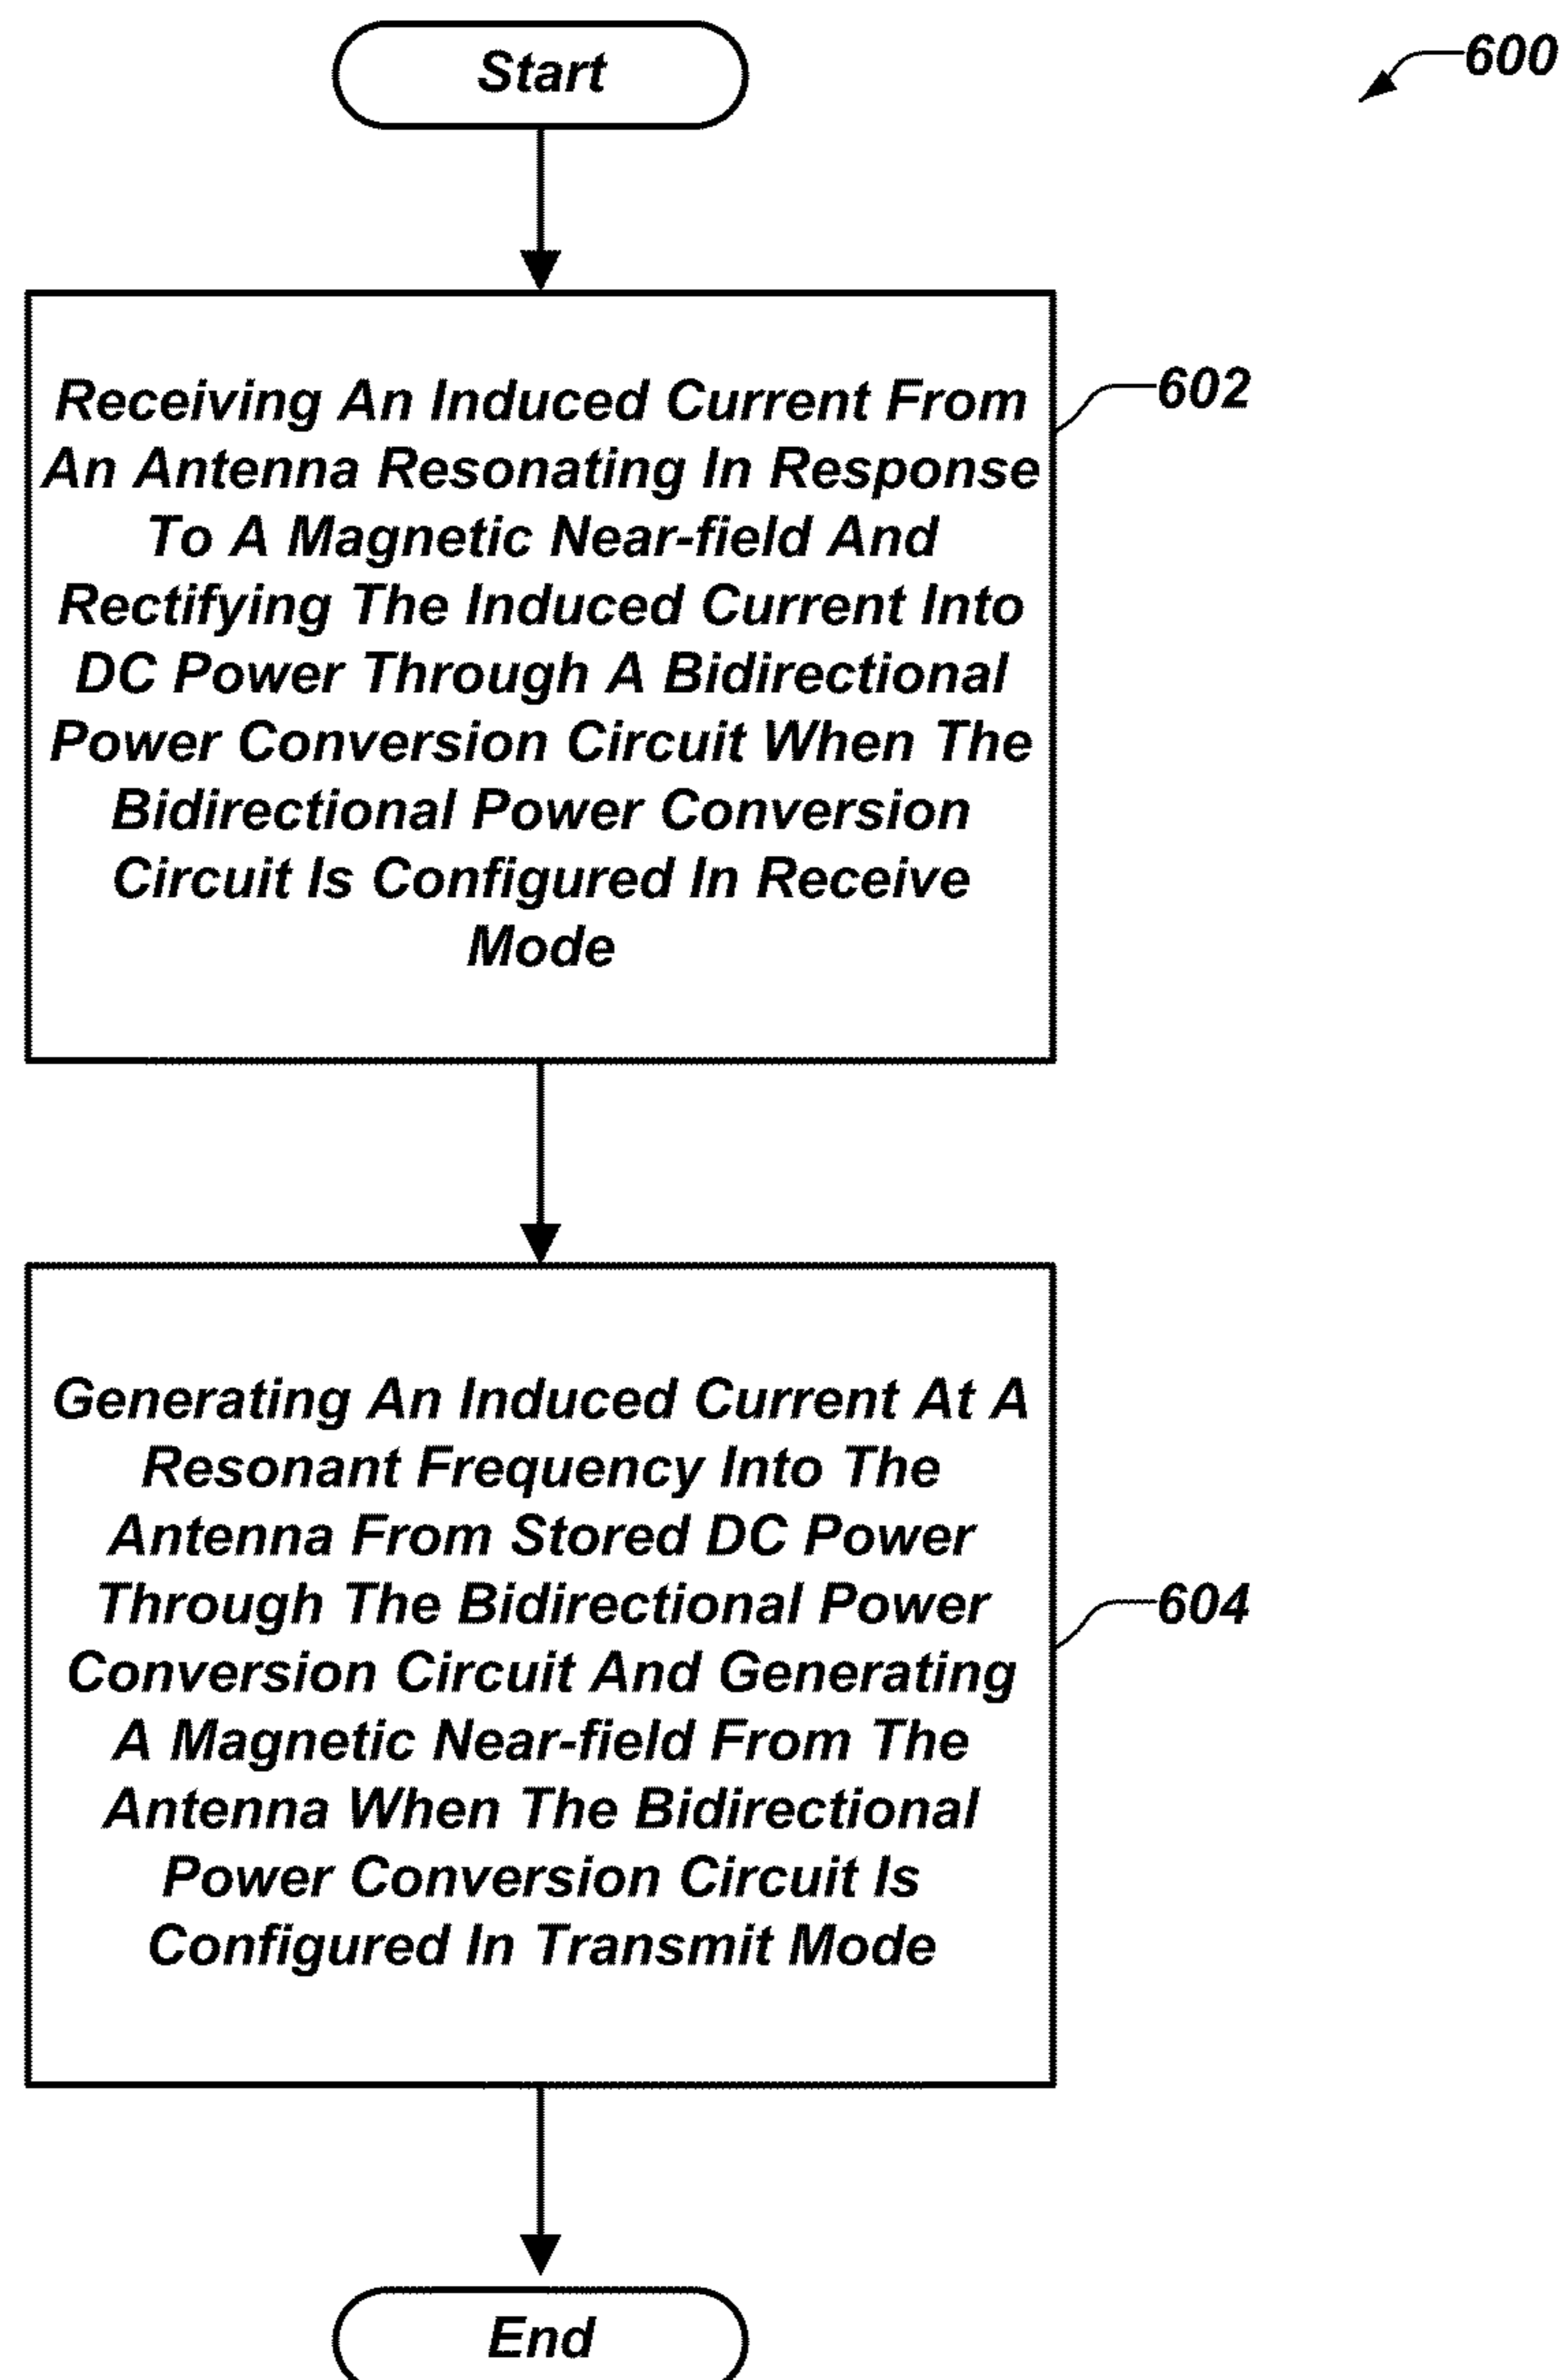 Start
600
Receiving An Induced Current From
An Antenna Resonating In Response
To A Magnetic Near-field And
Rectifying The Induced Current Into
DC Power Through A Bidirectional
Power Conversion Circuit When The
Bidirectional Power Conversion
Circuit Is Configured In Receive
Mode
602
Generating An Induced Current At A
Resonant Frequency Into The
Antenna From Stored DC Power
Through The Bidirectional Power
Conversion Circuit And Generating
A Magnetic Near-field From The
Antenna When The Bidirectional
Power Conversion Circuit Is
Configured In Transmit Mode
604
End